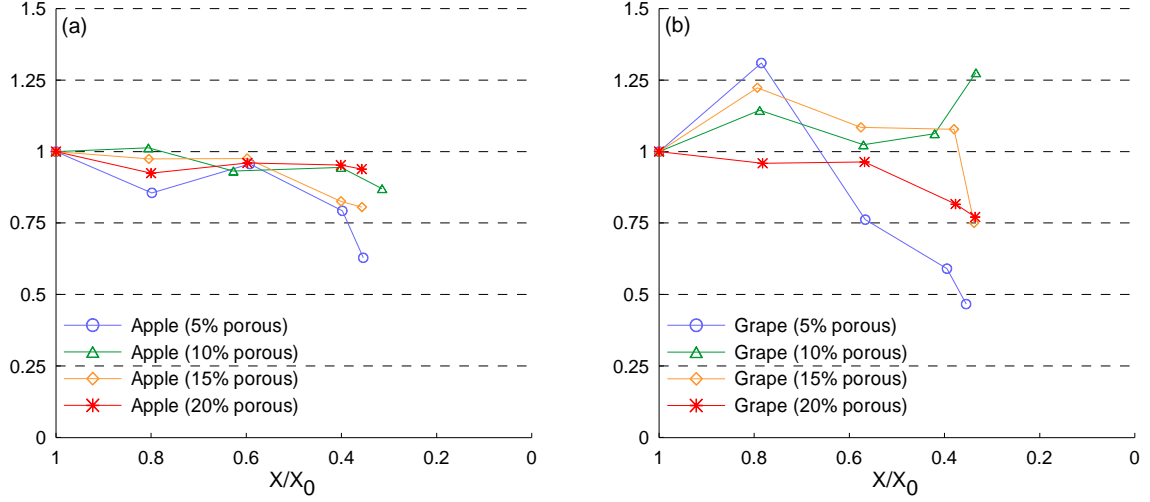 (a)
1.5
1.25
1
0.75
0.5
0.25
0
Apple (5% porous)
Apple (10% porous)
Apple (15% porous)
Apple (20% porous)
1 0.8 0.6 0.4 0.2 0
X/X0
(b)
1.5
1.25
1
0.75
0.5
0.25
0
Grape (5% porous)
Grape (10% porous)
Grape (15% porous)
Grape (20% porous)
1 0.8 0.6 0.4 0.2 0
X/X0